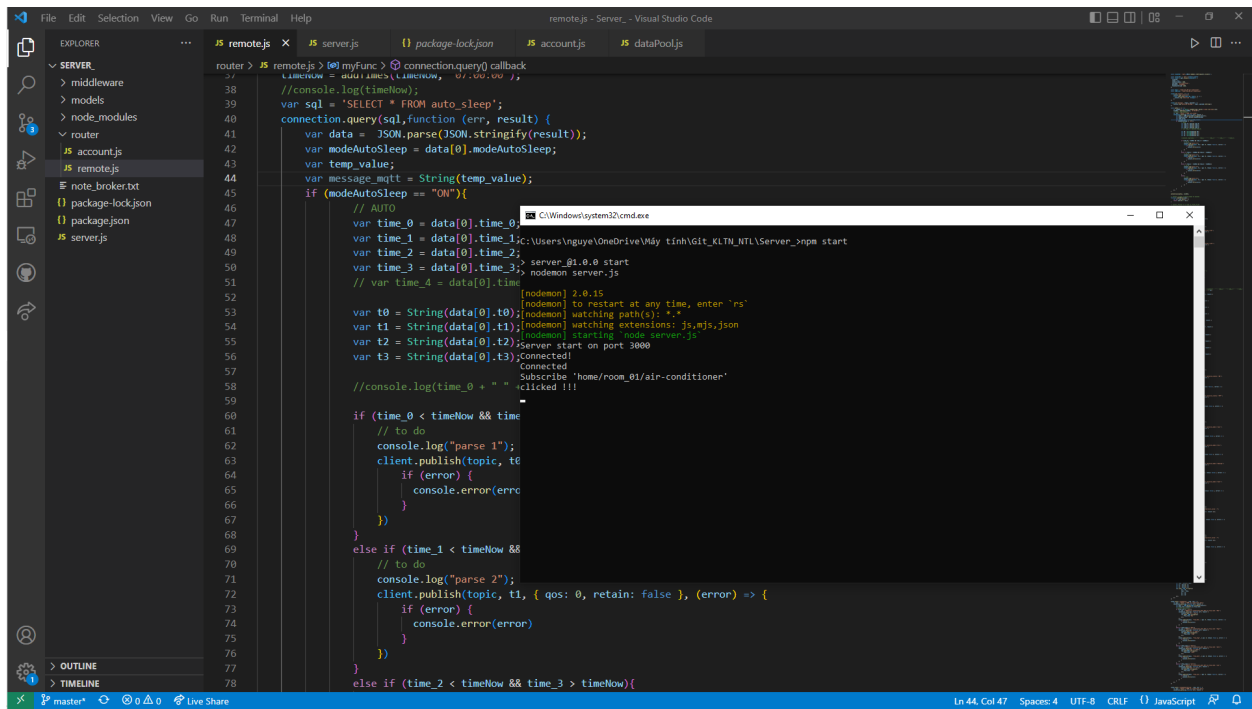 File Edit Selection View Go Run Terminal Help
remote.js - Server_ - Visual Studio Code
EXPLORER
SERVER_
middleware
models
node_modules
router
JS account.js
JS remote.js
note_broker.txt
{} package-lock.json
{} package.json
JS server.js
OUTLINE
TIMELINE
3
1
JS remote.js JS server.js {} package-lock.json JS account.js JS dataPool.js
router > JS remote.js > myFunc > connection.query() callback
37 timeNow = addTimes(timeNow, '07:00:00');
38 //console.log(timeNow);
39 var sql = 'SELECT * FROM auto_sleep';
40 connection.query(sql,function (err, result) {
41 var data =  JSON.parse(JSON.stringify(result));
42 var modeAutoSleep = data[0].modeAutoSleep;
43 var temp_value;
44 var message_mqtt = String(temp_value);
45 if (modeAutoSleep == "ON"){
46 // AUTO
47 var time_0 = data[0].time_0;
48 var time_1 = data[0].time_1;
49 var time_2 = data[0].time_2;
50 var time_3 = data[0].time_3;
51 // var time_4 = data[0].time
52
53 var t0 = String(data[0].t0);
54 var t1 = String(data[0].t1);
55 var t2 = String(data[0].t2);
56 var t3 = String(data[0].t3);
57
58 //console.log(time_0 + " " +
59
60 if (time_0 < timeNow && time
61 // to do
62 console.log("parse 1");
63 client.publish(topic, t0
64 if (error) {
65 console.error(erro
66 }
67 })
68 }
69 else if (time_1 < timeNow &&
70 // to do
71 console.log("parse 2");
72 client.publish(topic, t1, { qos: 0, retain: false }, (error) => {
73 if (error) {
74 console.error(error)
75 }
76 })
77 }
78 else if (time_2 < timeNow && time_3 > timeNow){
C:\Windows\system32\cmd.exe
C:\Users\nguye\OneDrive\Máy tính\Git_KLTN_NTL\Server_>npm start
> server_@1.0.0 start
> nodemon server.js
[nodemon] 2.0.15
[nodemon] to restart at any time, enter `rs`
[nodemon] watching path(s): *.*
[nodemon] watching extensions: js,mjs,json
[nodemon] starting `node server.js`
Server start on port 3000
Connected!
Connected
Subscribe 'home/room_01/air-conditioner'
clicked !!!
master* 0 0 Live Share
Ln 44, Col 47 Spaces: 4 UTF-8 CRLF {} JavaScript